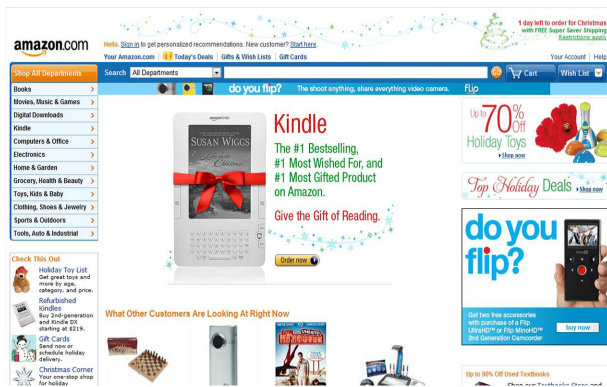 1 day left to order for Christmas
with FREE Super Saver Shipping
Restrictions apply
amazon.com
Hello. Sign in to get personalized recommendations. New customer? Start here.
Your Amazon.com | Today's Deals | Gifts & Wish Lists | Gift Cards
Your Account | Help
Shop All Departments
Search All Departments GO Cart Wish List
Books
Movies, Music & Games
Digital Downloads
Kindle
Computers & Office
Electronics
Home & Garden
Grocery, Health & Beauty
Toys, Kids & Baby
Clothing, Shoes & Jewelry
Sports & Outdoors
Tools, Auto & Industrial
do you flip? The shoot anything, share everything video camera. flip
amazonkindle
SUSAN WIGGS
Kindle
The #1 Bestselling,
#1 Most Wished For, and
#1 Most Gifted Product
on Amazon.
Give the Gift of Reading.
Order now
Up to 70% Off
Holiday Toys
Shop now
Top Holiday Deals Shop now
do you
flip?
Get two free accessories
with purchase of a Flip
UltraHD™ or Flip MinoHD™
2nd Generation Camcorder
buy now
Check This Out
Holiday Toy List
Get great toys and
more by age,
category, and price.
Refurbished
Kindles
Buy 2nd-generation
and Kindle DX
starting at $219.
Gift Cards
Send now or
schedule holiday
delivery.
Christmas Corner
Your one-stop shop
for holiday
What Other Customers Are Looking At Right Now
HANGOVER
Up to 90% Off Used Textbooks
Shop our Textbooks Store and